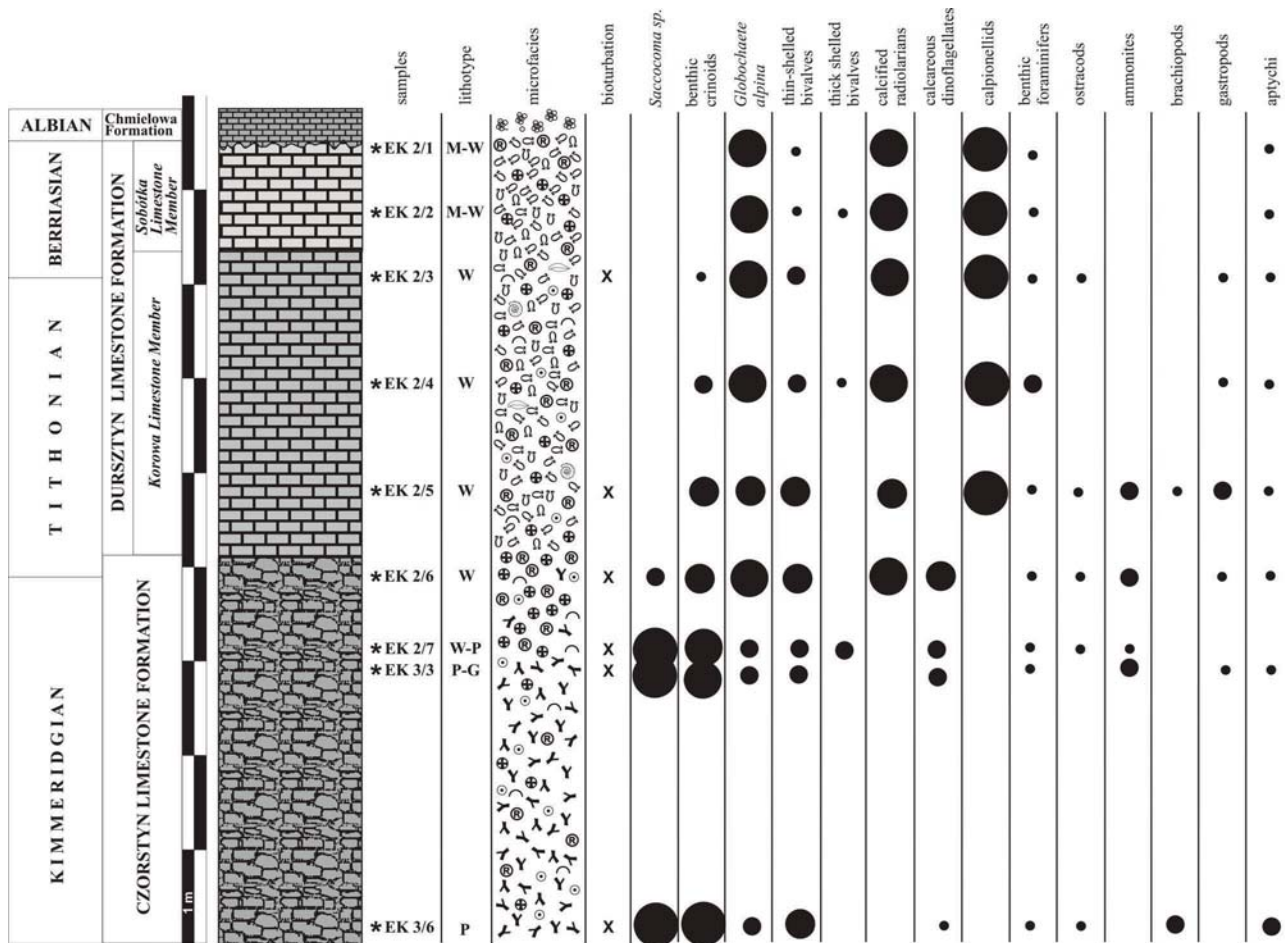 samples
lithotype
microfacies
bioturbation
Saccocoma sp.
benthic
crinoids
Globochaete
alpina
thin-shelled
bivalves
thick shelled
bivalves
calcified
radiolarians
calcareous
dinoflagellates
calpionellids
benthic
foraminifers
ostracods
ammonites
brachiopods
gastropods
aptychi
ALBIAN
BERRIASIAN
TITHONIAN
KIMMERIDGIAN
Chmielowa
Formation
DURSZTYN LIMESTONE FORMATION
Sobótka
Limestone
Member
Korowa Limestone Member
CZORSTYN LIMESTONE FORMATION
1 m
* EK 2/1 M-W
* EK 2/2 M-W
* EK 2/3 W X
* EK 2/4 W
* EK 2/5 W X
* EK 2/6 W X
* EK 2/7 W-P X
* EK 3/3 P-G X
* EK 3/6 P X